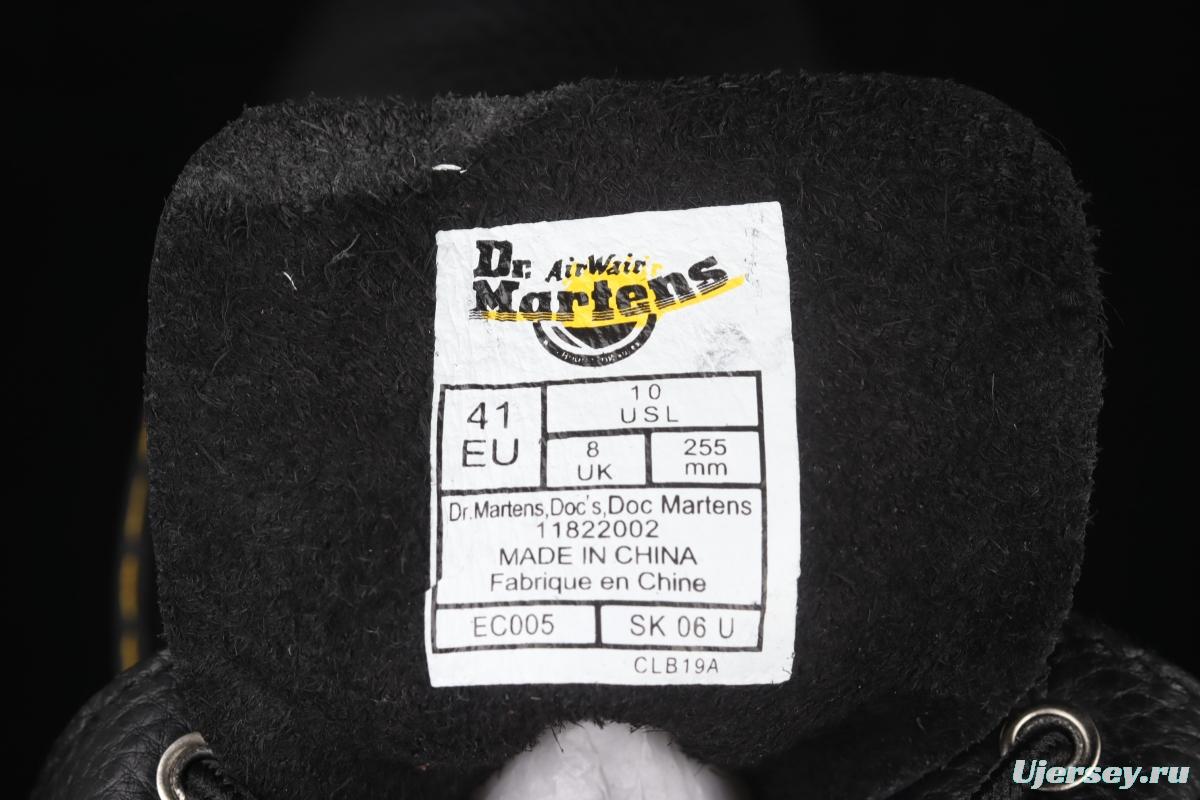 Dr. AirWair
Martens
41
EU
10
USL
8
UK
255
mm
Dr.Martens,Doc's,Doc Martens
11822002
MADE IN CHINA
Fabrique en Chine
EC005
SK 06 U
CLB19A
Ujersey.ru